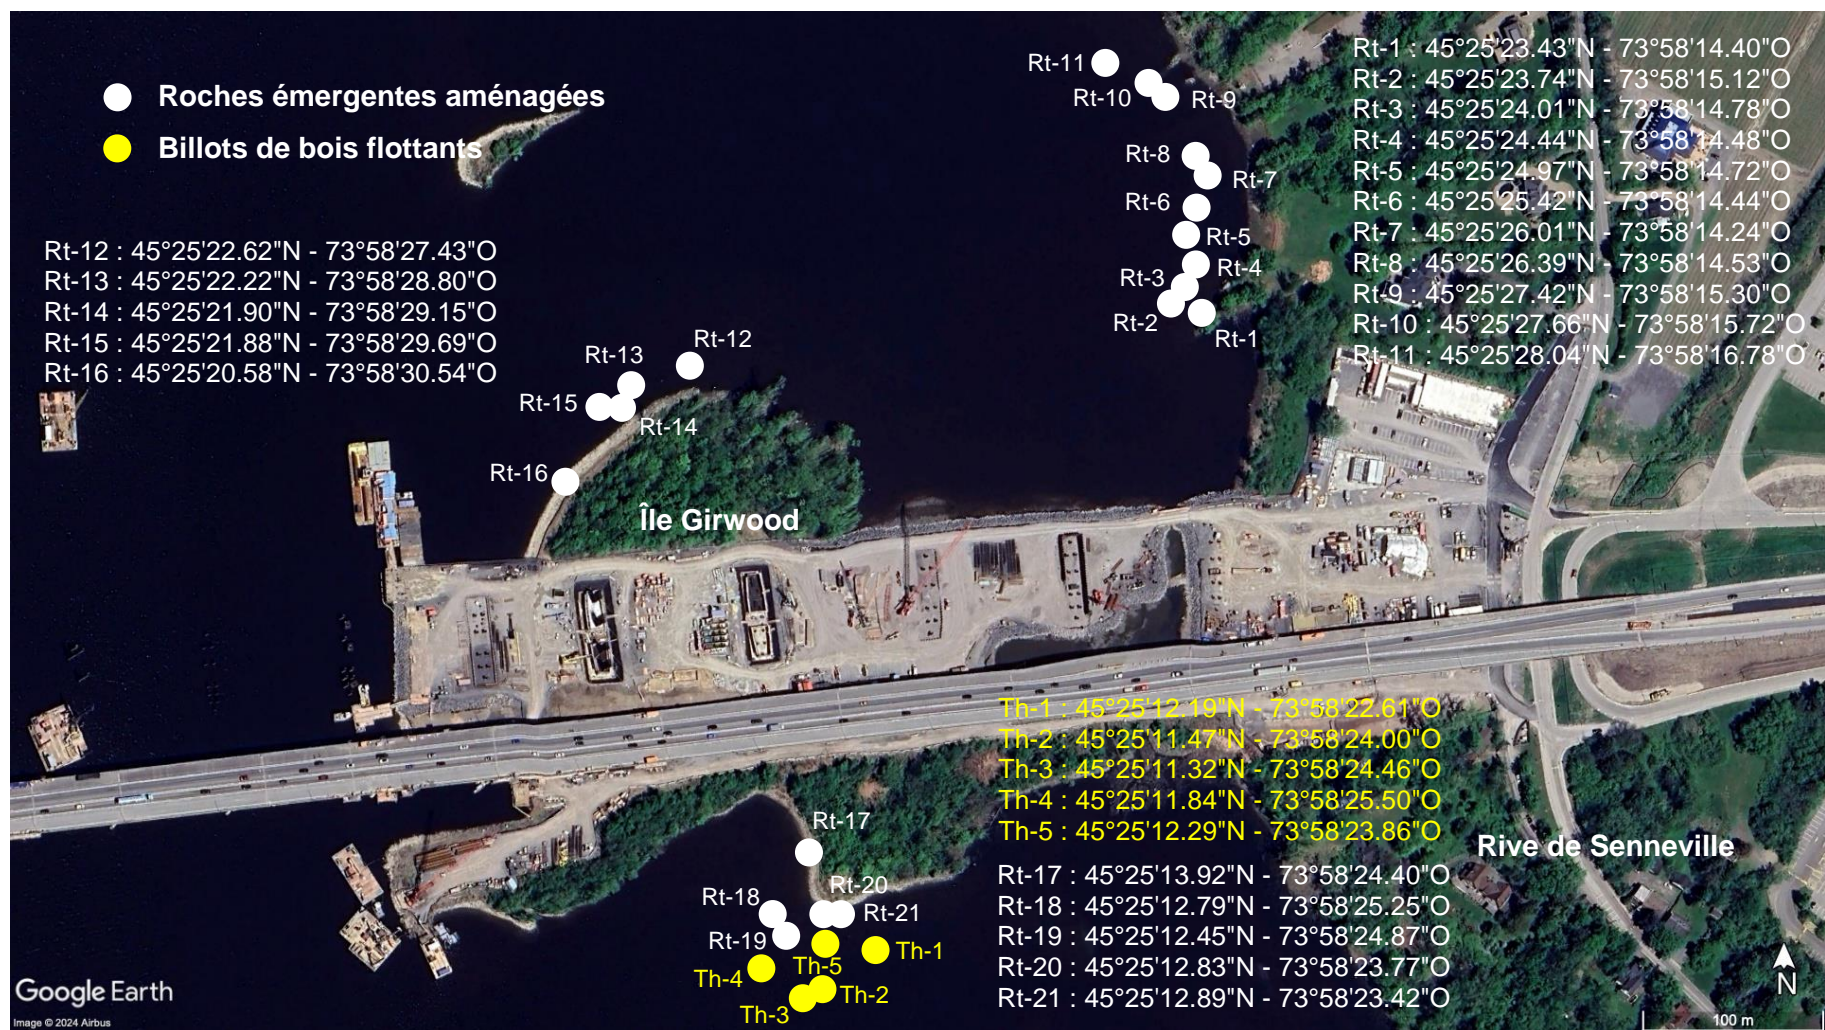 Roches émergentes aménagées
Billots de bois flottants
Rt-1 : 45°25'23.43"N - 73°58'14.40"O
Rt-2 : 45°25'23.74"N - 73°58'15.12"O
Rt-3 : 45°25'24.01"N - 73°58'14.78"O
Rt-4 : 45°25'24.44"N - 73°58'14.48"O
Rt-5 : 45°25'24.97"N - 73°58'14.72"O
Rt-6 : 45°25'25.42"N - 73°58'14.44"O
Rt-7 : 45°25'26.01"N - 73°58'14.24"O
Rt-8 : 45°25'26.39"N - 73°58'14.53"O
Rt-9 : 45°25'27.42"N - 73°58'15.30"O
Rt-10 : 45°25'27.66"N - 73°58'15.72"O
Rt-11 : 45°25'28.04"N - 73°58'16.78"O
Rt-11
Rt-10
Rt-9
Rt-8
Rt-7
Rt-6
Rt-5
Rt-4
Rt-3
Rt-2
Rt-1
Rt-12 : 45°25'22.62"N - 73°58'27.43"O
Rt-13 : 45°25'22.22"N - 73°58'28.80"O
Rt-14 : 45°25'21.90"N - 73°58'29.15"O
Rt-15 : 45°25'21.88"N - 73°58'29.69"O
Rt-16 : 45°25'20.58"N - 73°58'30.54"O
Rt-12
Rt-13
Rt-15
Rt-14
Rt-16
Île Girwood
Th-1 : 45°25'12.19"N - 73°58'22.61"O
Th-2 : 45°25'11.47"N - 73°58'24.00"O
Th-3 : 45°25'11.32"N - 73°58'24.46"O
Th-4 : 45°25'11.84"N - 73°58'25.50"O
Th-5 : 45°25'12.29"N - 73°58'23.86"O
Rive de Senneville
Rt-17 : 45°25'13.92"N - 73°58'24.40"O
Rt-18 : 45°25'12.79"N - 73°58'25.25"O
Rt-19 : 45°25'12.45"N - 73°58'24.87"O
Rt-20 : 45°25'12.83"N - 73°58'23.77"O
Rt-21 : 45°25'12.89"N - 73°58'23.42"O
Rt-17
Rt-20
Rt-18
Rt-21
Rt-19
Th-1
Th-5
Th-4
Th-2
Th-3
Google Earth
Image © 2024 Airbus
N
100 m